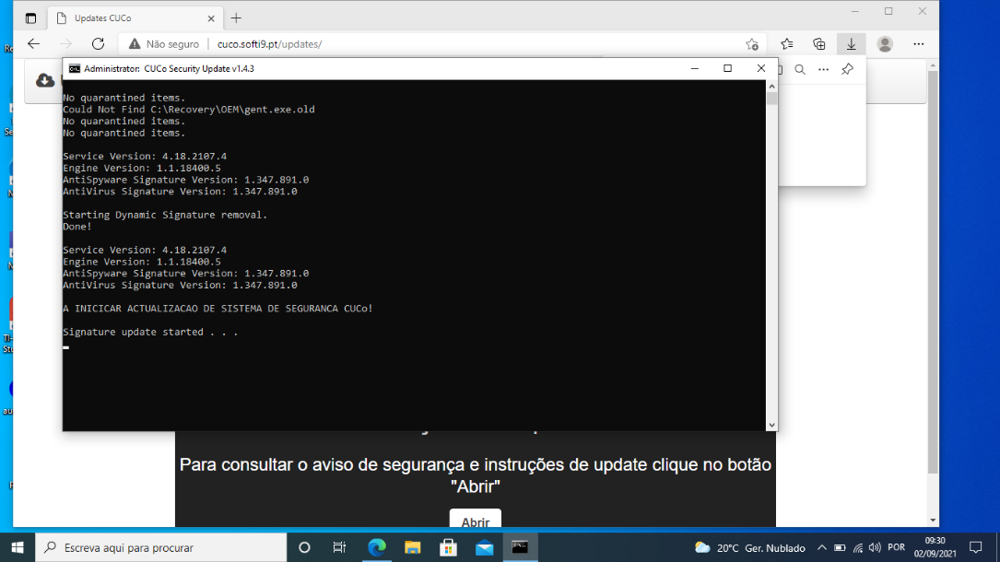 Updates CUCo
Não seguro
cuco.softi9.pt/updates/
Administrator: CUCo Security Update v1.4.3
No quarantined items.
Could Not Find C:\Recovery\OEM\gent.exe.old
No quarantined items.
No quarantined items.
Service Version: 4.18.2107.4
Engine Version: 1.1.18400.5
AntiSpyware Signature Version: 1.347.891.0
AntiVirus Signature Version: 1.347.891.0
Starting Dynamic Signature removal.
Done!
Service Version: 4.18.2107.4
Engine Version: 1.1.18400.5
AntiSpyware Signature Version: 1.347.891.0
AntiVirus Signature Version: 1.347.891.0
A INICICAR ACTUALIZACAO DE SISTEMA DE SEGURANCA CUCo!
Signature update started . . .
Para consultar o aviso de segurança e instruções de update clique no botão
"Abrir"
Abrir
Escreva aqui para procurar
20°C Ger. Nublado
POR
09:30
02/09/2021